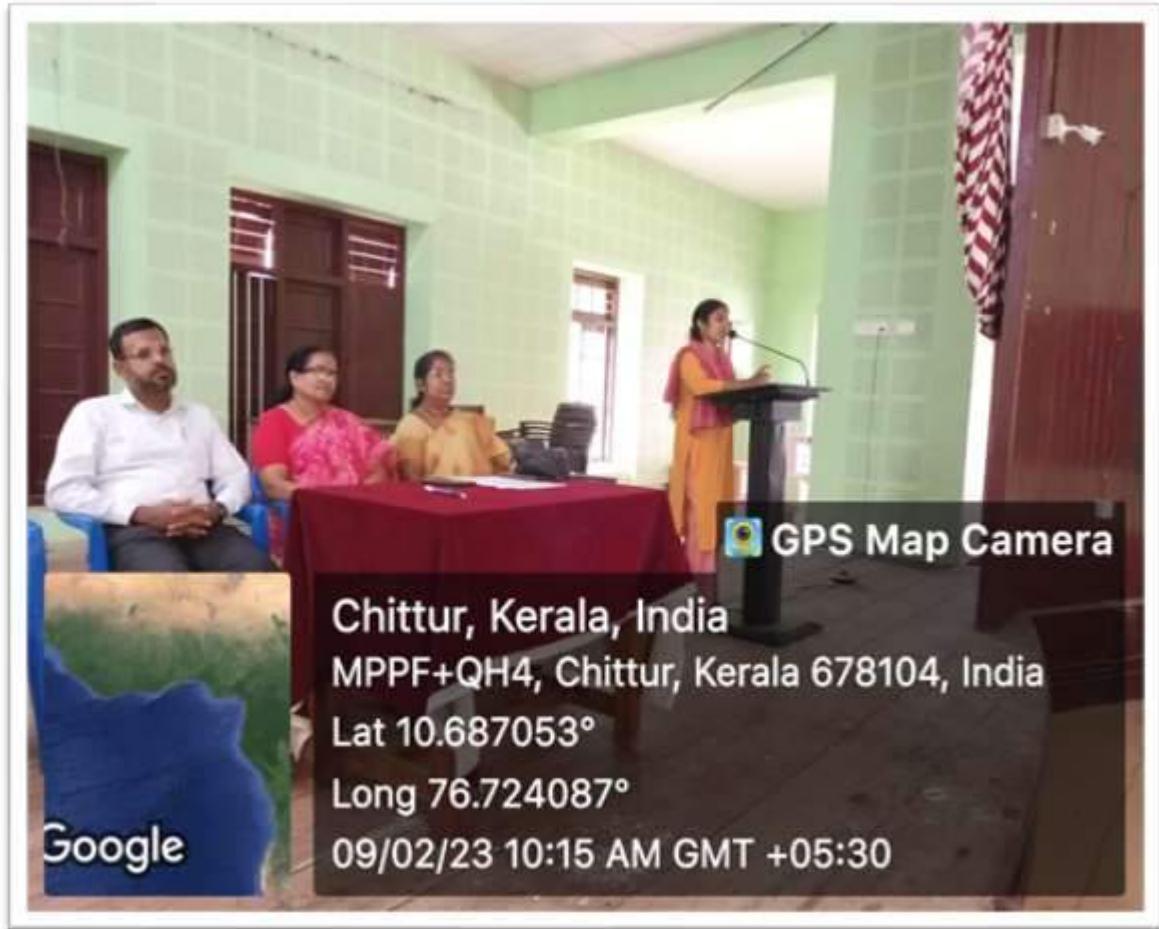 GPS Map Camera
Chittur, Kerala, India
MPPF+QH4, Chittur, Kerala 678104, India
Lat 10.687053°
Long 76.724087°
09/02/23 10:15 AM GMT +05:30
Google